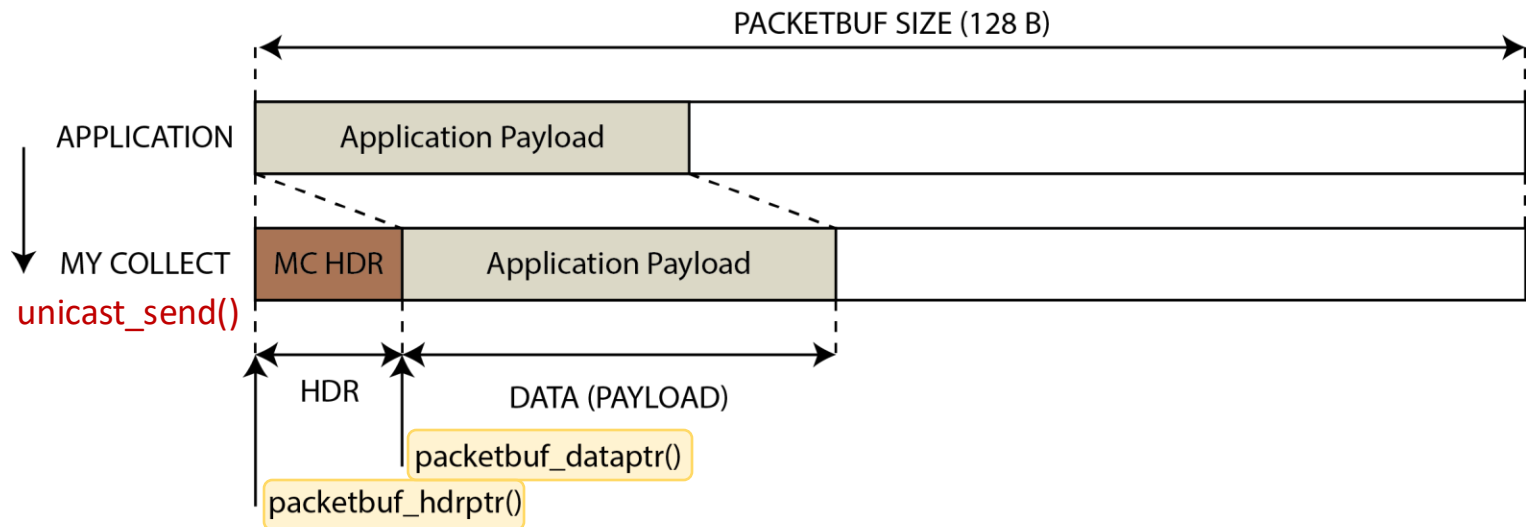 PACKETBUF SIZE (128 B)
APPLICATION
Application Payload
MY COLLECT
MC HDR
Application Payload
unicast_send()
HDR
DATA (PAYLOAD)
packetbuf_dataptr()
packetbuf_hdrptr()